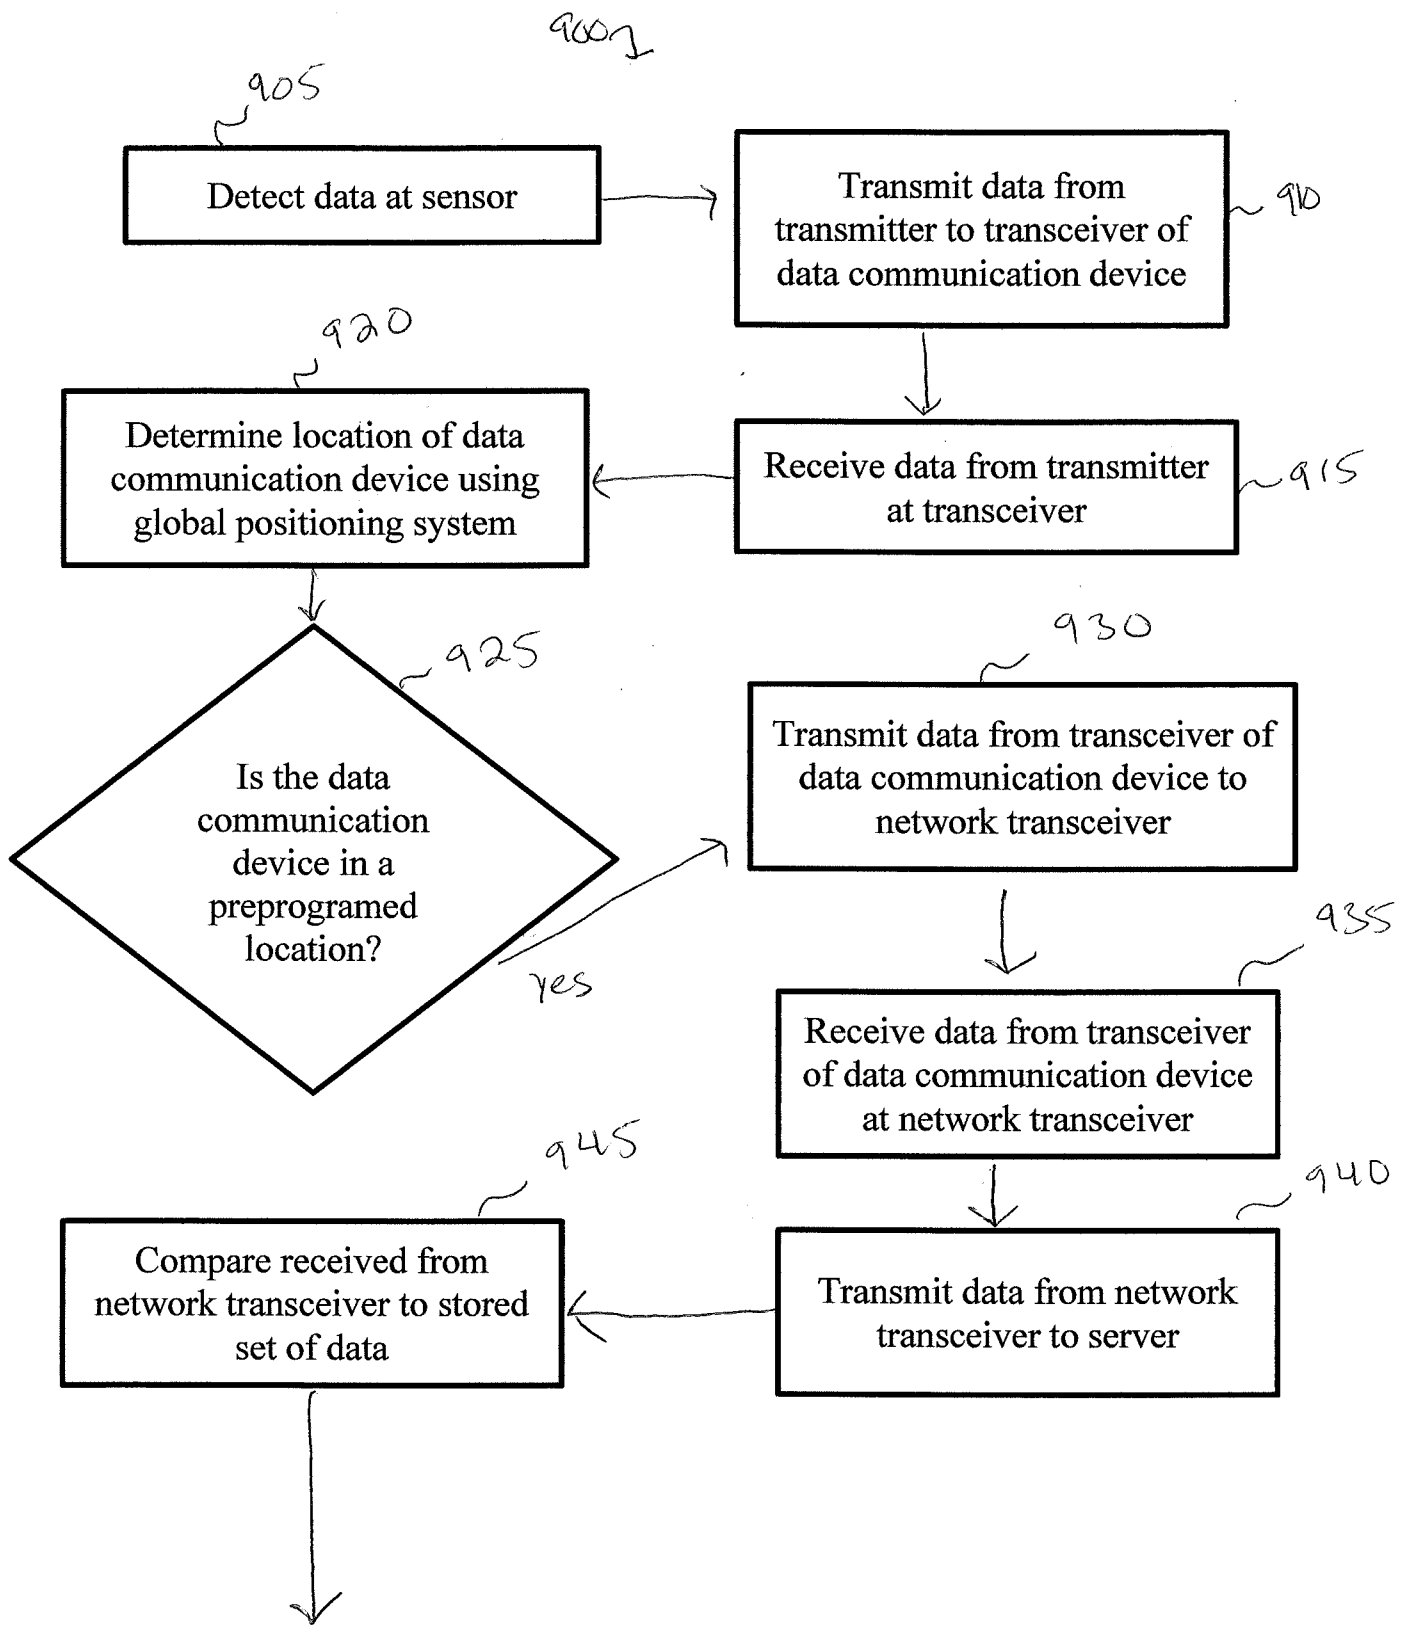 900
905
Detect data at sensor
Transmit data from
transmitter to transceiver of
data communication device
910
920
Determine location of data
communication device using
global positioning system
Receive data from transmitter
at transceiver
915
925
Is the data
communication
device in a
preprogramed
location?
yes
930
Transmit data from transceiver of
data communication device to
network transceiver
935
Receive data from transceiver
of data communication device
at network transceiver
945
Compare received from
network transceiver to stored
set of data
940
Transmit data from network
transceiver to server